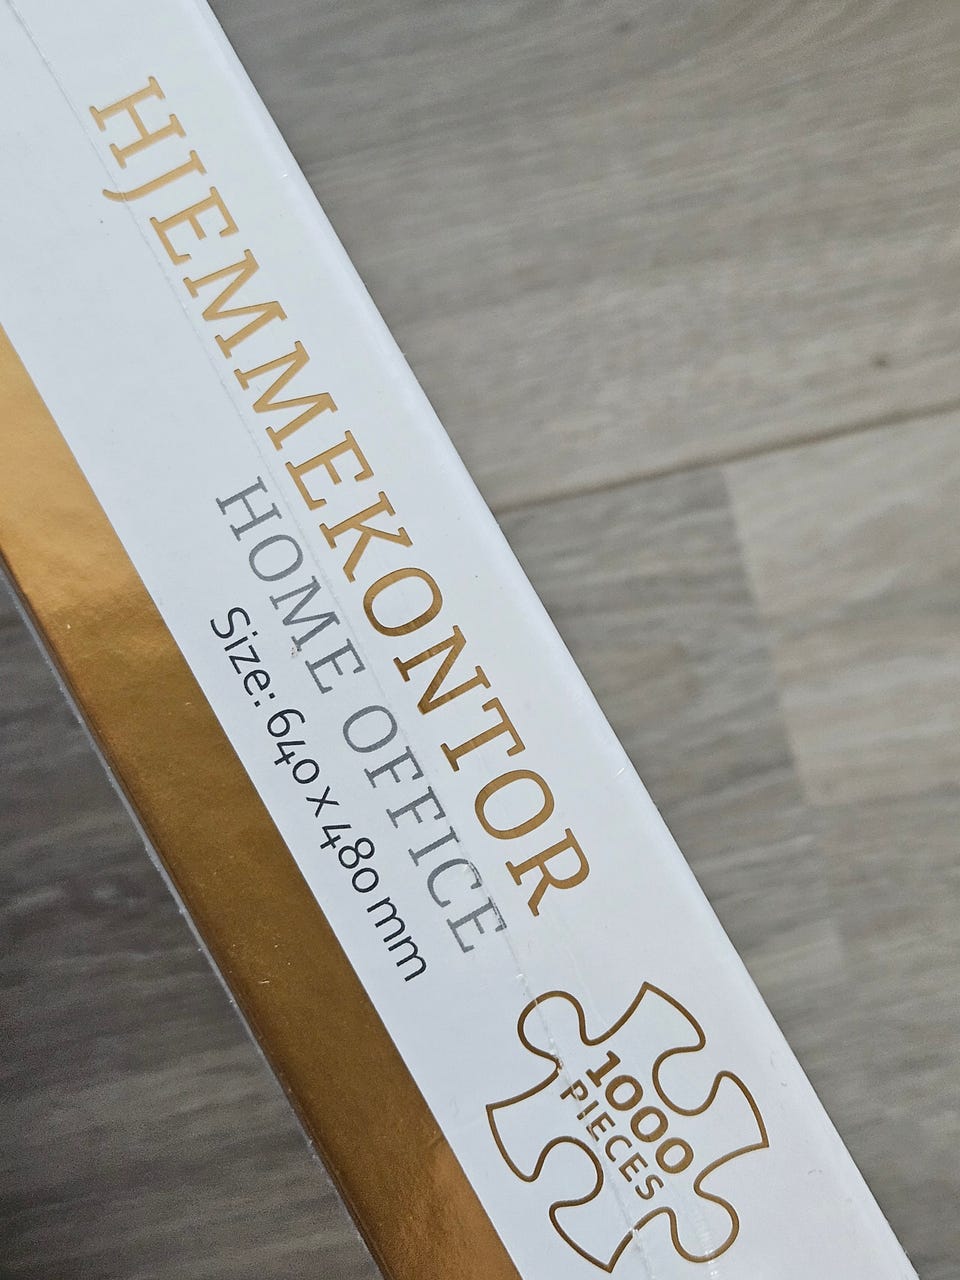 HJEMMEKONTOR
HOME OFFICE
Size: 640 x 480 mm
1000
PIECES